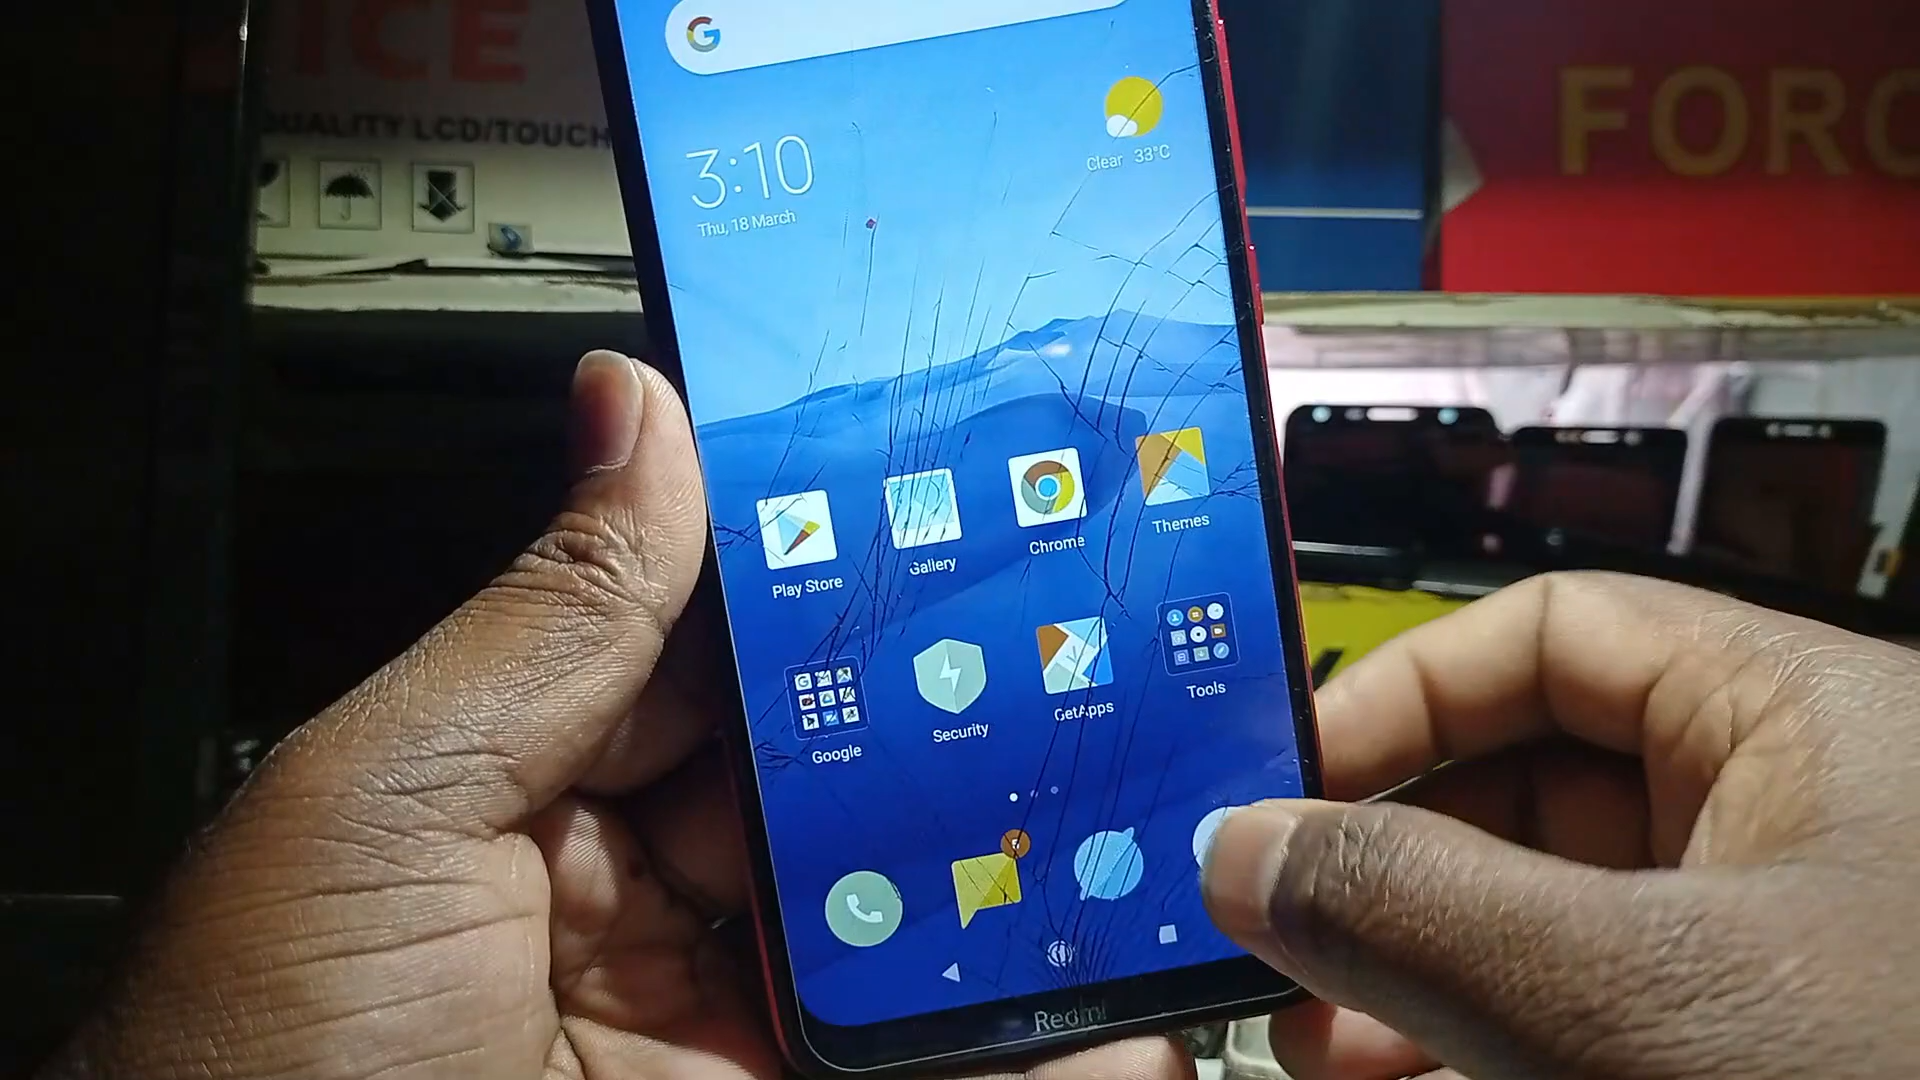 ICE
QUALITY LCD/TOUCH
FORC
3:10
Thu, 18 March
Clear 33°C
Play Store
Gallery
Chrome
Themes
Google
Security
GetApps
Tools
Redmi